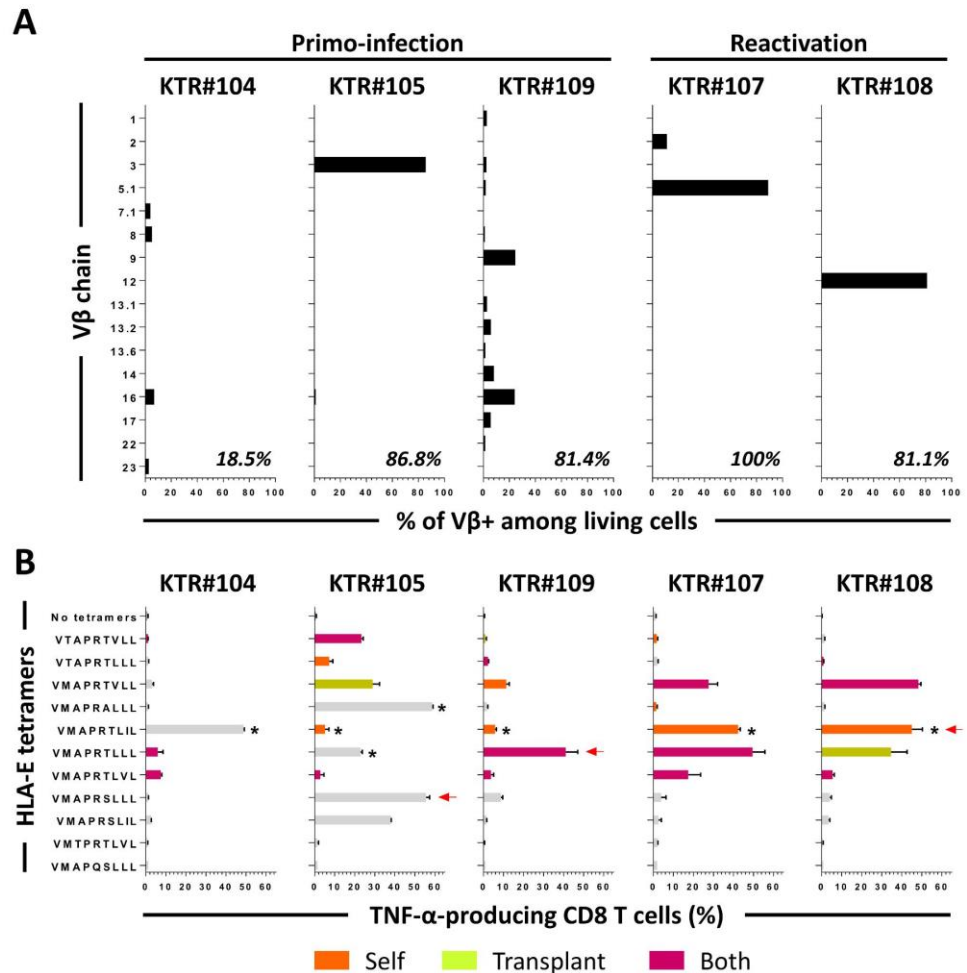 A
Primo-infection Reactivation
KTR#104 KTR#105 KTR#109 KTR#107 KTR#108
Vβ chain
1
2
3
5.1
7.1
8
9
12
13.1
13.2
13.6
14
16
17
22
23
18.5% 86.8% 81.4% 100% 81.1%
0 20 40 60 80 100 0 20 40 60 80 100 0 20 40 60 80 100 0 20 40 60 80 100 0 20 40 60 80 100
% of Vβ+ among living cells
B
KTR#104 KTR#105 KTR#109 KTR#107 KTR#108
HLA-E tetramers
No tetramers
VTAPRTVLL
VTAPRTLLL
VMAPRTVLL
VMAPRALLL *
VMAPRTLIL * * * * *
VMAPRTLLL *
VMAPRTLVL
VMAPRSLLL
VMAPRSLIL
VMTPRTLVL
VMAPQSLLL
0 10 20 30 40 50 60 0 10 20 30 40 50 60 0 10 20 30 40 50 60 0 10 20 30 40 50 60 0 10 20 30 40 50 60
TNF-α-producing CD8 T cells (%)
Self Transplant Both